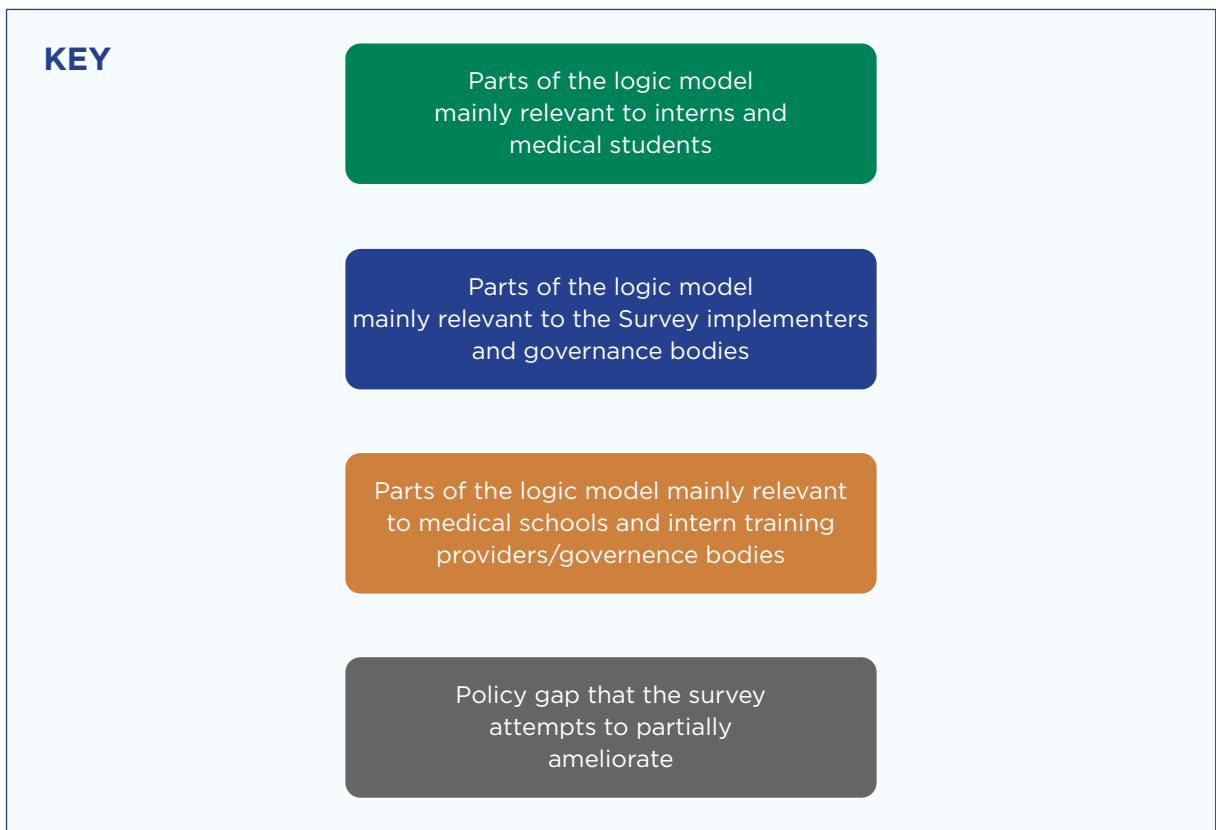 KEY
Parts of the logic model
mainly relevant to interns and
medical students
Parts of the logic model
mainly relevant to the Survey implementers
and governance bodies
Parts of the logic model mainly relevant
to medical schools and intern training
providers/governence bodies
Policy gap that the survey
attempts to partially
ameliorate